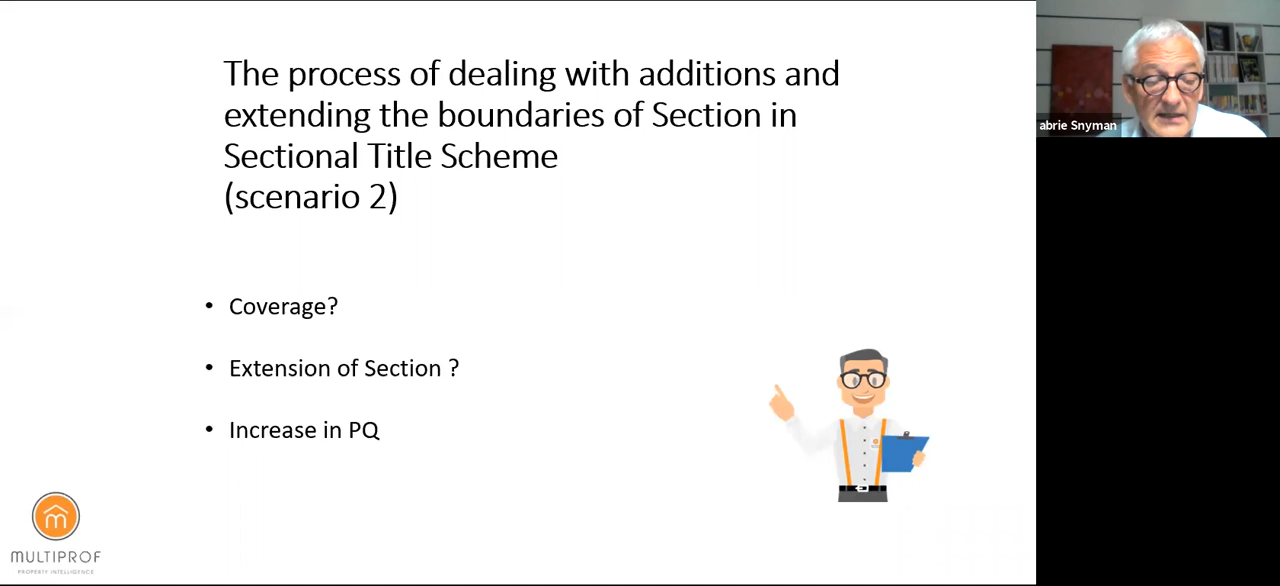 The process of dealing with additions and
extending the boundaries of Section in
Sectional Title Scheme
(scenario 2)
• Coverage?
• Extension of Section ?
• Increase in PQ
MULTIPROF
PROPERTY INTELLIGENCE
abrie Snyman